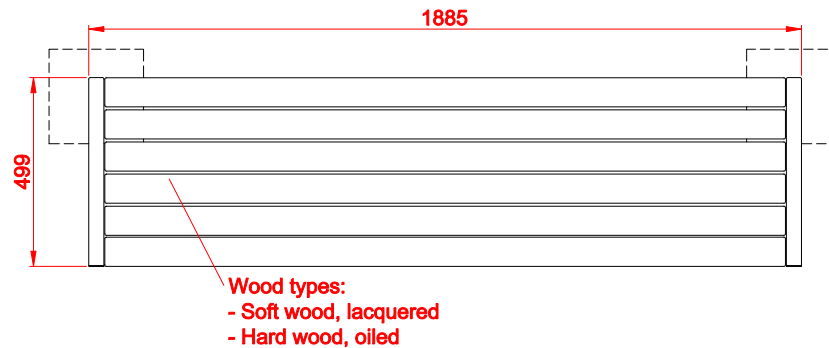 1885
499
Wood types:
- Soft wood, lacquered
- Hard wood, oiled